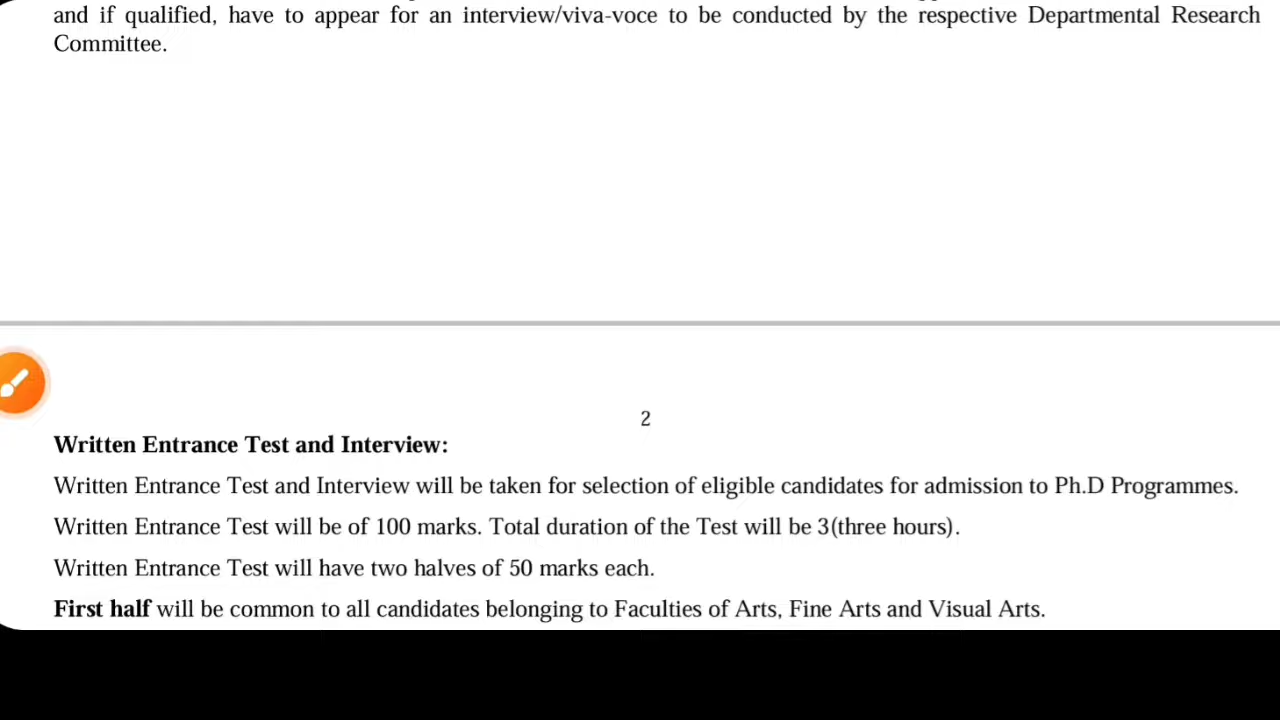 and if qualified, have to appear for an interview/viva-voce to be conducted by the respective Departmental Research
Committee.
2
Written Entrance Test and Interview:
Written Entrance Test and Interview will be taken for selection of eligible candidates for admission to Ph.D Programmes.
Written Entrance Test will be of 100 marks. Total duration of the Test will be 3(three hours).
Written Entrance Test will have two halves of 50 marks each.
First half will be common to all candidates belonging to Faculties of Arts, Fine Arts and Visual Arts.